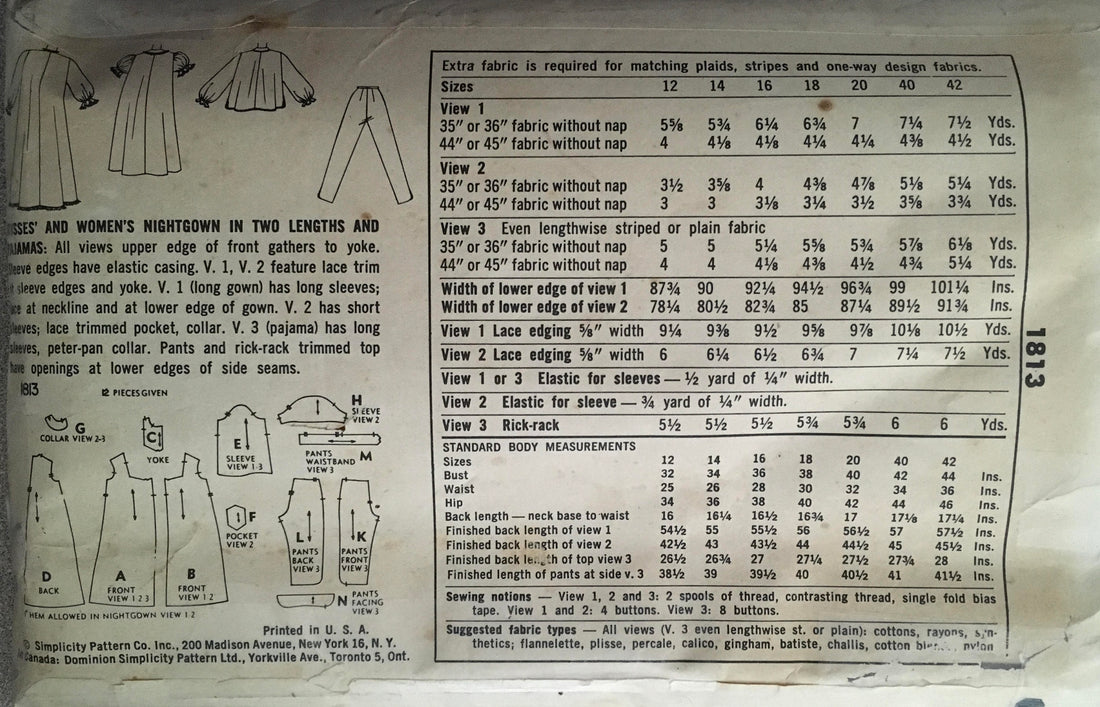 AND WOMEN'S NIGHTGOWN IN TWO LENGTHS AND
All views upper edge of front gathers to yoke.
edges have elastic casing. V. 1, V. 2 feature lace trim
sleeve edges and yoke. V. 1 (long gown) has long sleeves;
at neckline and at lower edge of gown. V. 2 has short
lace trimmed pocket, collar. V. 3 (pajama) has long
peter-pan collar. Pants and rick-rack trimmed top
openings at lower edges of side seams.
1813 12 PIECES GIVEN
G
COLLAR VIEW 2-3
C
YOKE
E
SLEEVE
VIEW 1-3
H
SLEEVE
VIEW 2
PANTS
WAISTBAND M
VIEW 3
D
BACK
A
FRONT
VIEW 1 2 3
B
FRONT
VIEW 1 2
F
POCKET
VIEW 2
L
PANTS
BACK
VIEW 3
K
PANTS
FRONT
VIEW 3
N PANTS
FACING
VIEW 3
HEM ALLOWED IN NIGHTGOWN VIEW 1 2
Printed in U. S. A.
© Simplicity Pattern Co. Inc., 200 Madison Avenue, New York 16, N. Y.
Canada: Dominion Simplicity Pattern Ltd., Yorkville Ave., Toronto 5, Ont.
Extra fabric is required for matching plaids, stripes and one-way design fabrics.
Sizes 12 14 16 18 20 40 42
View 1
35" or 36" fabric without nap 5⅝ 5¾ 6¼ 6¾ 7 7¼ 7½ Yds.
44" or 45" fabric without nap 4 4⅛ 4⅛ 4¼ 4¼ 4⅜ 4½ Yds.
View 2
35" or 36" fabric without nap 3½ 3⅝ 4 4⅜ 4⅞ 5⅛ 5¼ Yds.
44" or 45" fabric without nap 3 3 3⅛ 3¼ 3½ 3⅝ 3¾ Yds.
View 3 Even lengthwise striped or plain fabric
35" or 36" fabric without nap 5 5 5¼ 5⅝ 5¾ 5⅞ 6⅛ Yds.
44" or 45" fabric without nap 4 4 4⅛ 4⅜ 4½ 4¾ 5¼ Yds.
Width of lower edge of view 1 87¾ 90 92¼ 94½ 96¾ 99 101¼ Ins.
Width of lower edge of view 2 78¼ 80½ 82¾ 85 87¼ 89½ 91¾ Ins.
View 1 Lace edging ⅝" width 9¼ 9⅜ 9½ 9⅝ 9⅞ 10⅛ 10½ Yds.
View 2 Lace edging ⅝" width 6 6¼ 6½ 6¾ 7 7¼ 7½ Yds.
View 1 or 3 Elastic for sleeves — ½ yard of ¼" width.
View 2 Elastic for sleeve — ¾ yard of ¼" width.
View 3 Rick-rack 5½ 5½ 5½ 5¾ 5¾ 6 6 Yds.
STANDARD BODY MEASUREMENTS
Sizes 12 14 16 18 20 40 42
Bust 32 34 36 38 40 42 44 Ins.
Waist 25 26 28 30 32 34 36 Ins.
Hip 34 36 38 40 42 44 46 Ins.
Back length — neck base to waist 16 16¼ 16½ 16¾ 17 17⅛ 17¼ Ins.
Finished back length of view 1 54½ 55 55½ 56 56½ 57 57½ Ins.
Finished back length of view 2 42½ 43 43½ 44 44½ 45 45½ Ins.
Finished back length of top view 3 26½ 26¾ 27 27¼ 27½ 27¾ 28 Ins.
Finished length of pants at side v. 3 38½ 39 39½ 40 40½ 41 41½ Ins.
Sewing notions — View 1, 2 and 3: 2 spools of thread, contrasting thread, single fold bias
tape. View 1 and 2: 4 buttons. View 3: 8 buttons.
Suggested fabric types — All views (V. 3 even lengthwise st. or plain): cottons, rayons, syn-
thetics; flannelette, plisse, percale, calico, gingham, batiste, challis, cotton nylon
1813